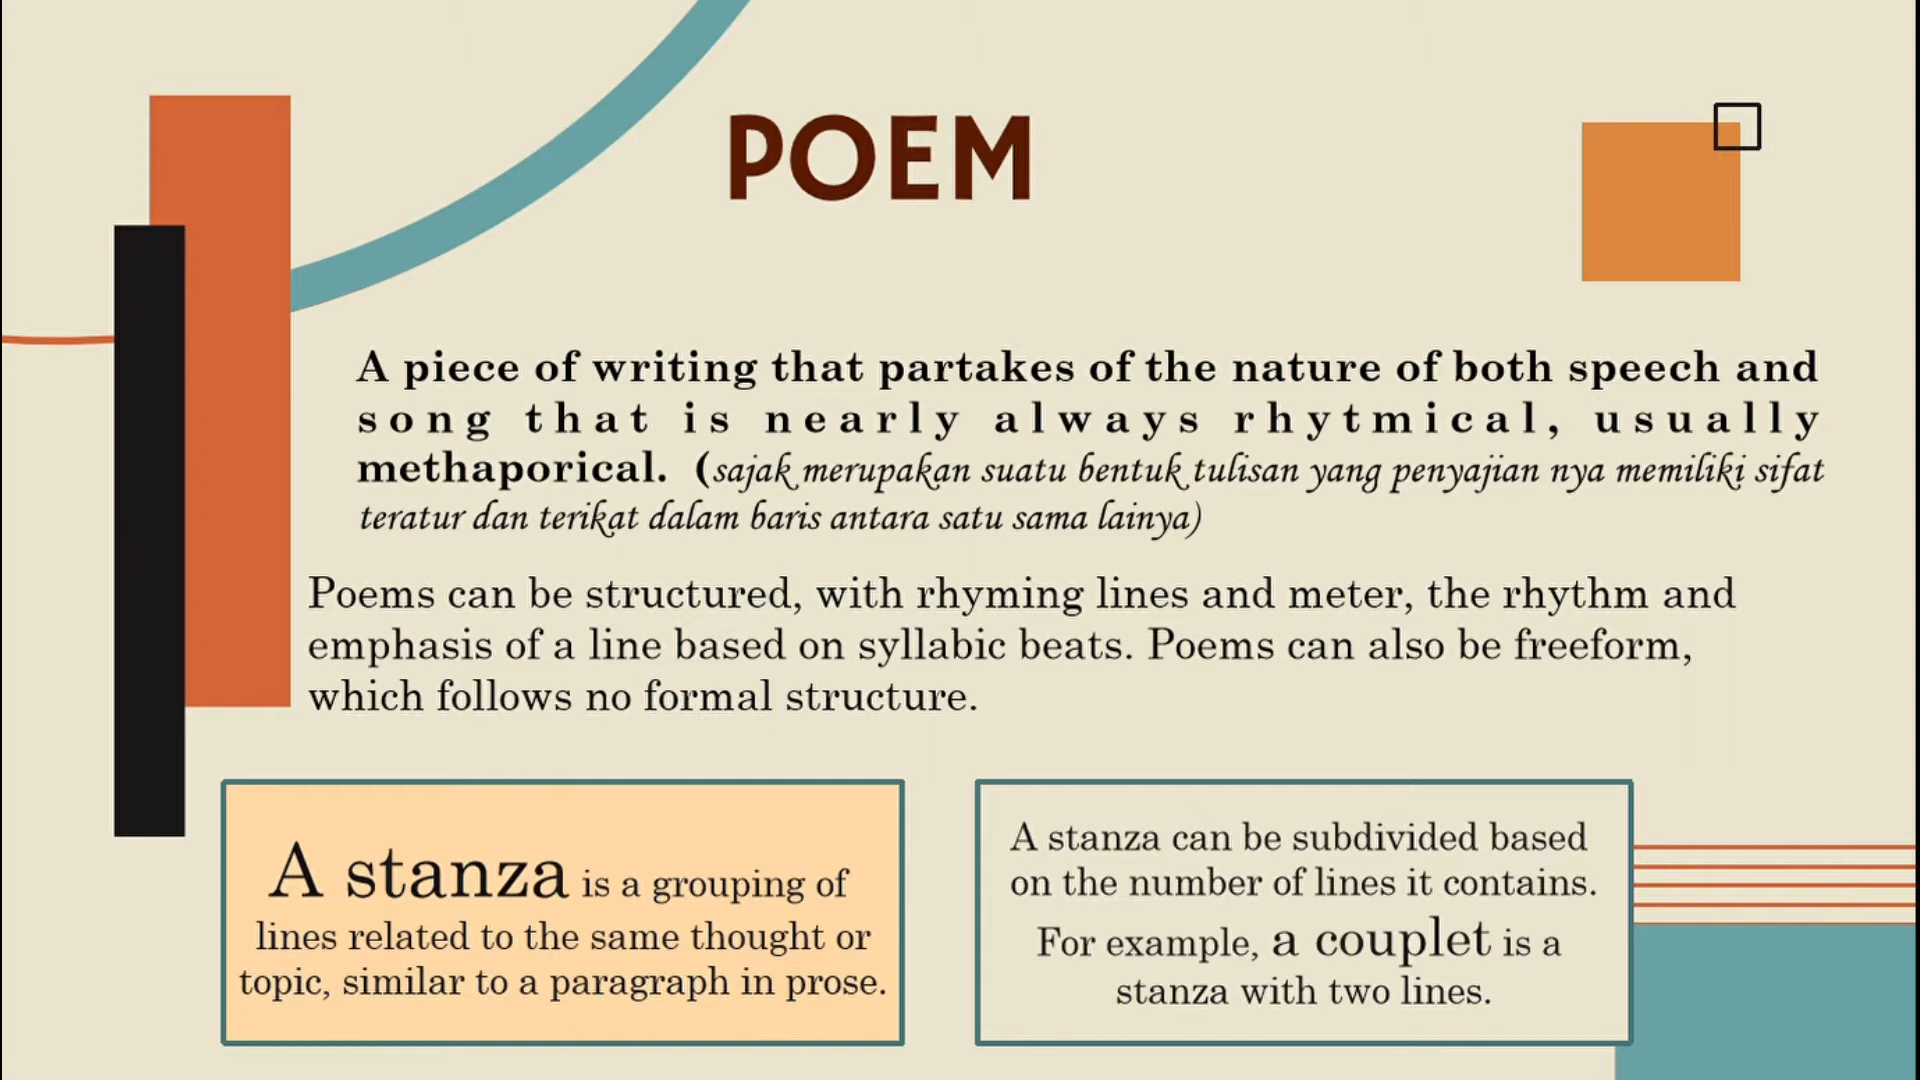 POEM
A piece of writing that partakes of the nature of both speech and
song that is nearly always rhytmical, usually
methaporical. (sajak merupakan suatu bentuk tulisan yang penyajian nya memiliki sifat
teratur dan terikat dalam baris antara satu sama lainya)
Poems can be structured, with rhyming lines and meter, the rhythm and
emphasis of a line based on syllabic beats. Poems can also be freeform,
which follows no formal structure.
A stanza is a grouping of
lines related to the same thought or
topic, similar to a paragraph in prose.
A stanza can be subdivided based
on the number of lines it contains.
For example, a couplet is a
stanza with two lines.